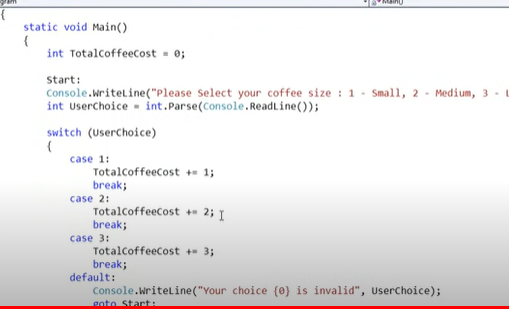 gram
Main()
{
static void Main()
{
int TotalCoffeeCost = 0;
Start:
Console.WriteLine("Please Select your coffee size : 1 - Small, 2 - Medium, 3 - L
int UserChoice = int.Parse(Console.ReadLine());
switch (UserChoice)
{
case 1:
TotalCoffeeCost += 1;
break;
case 2:
TotalCoffeeCost += 2;
break;
case 3:
TotalCoffeeCost += 3;
break;
default:
Console.WriteLine("Your choice {0} is invalid", UserChoice);
goto Start;